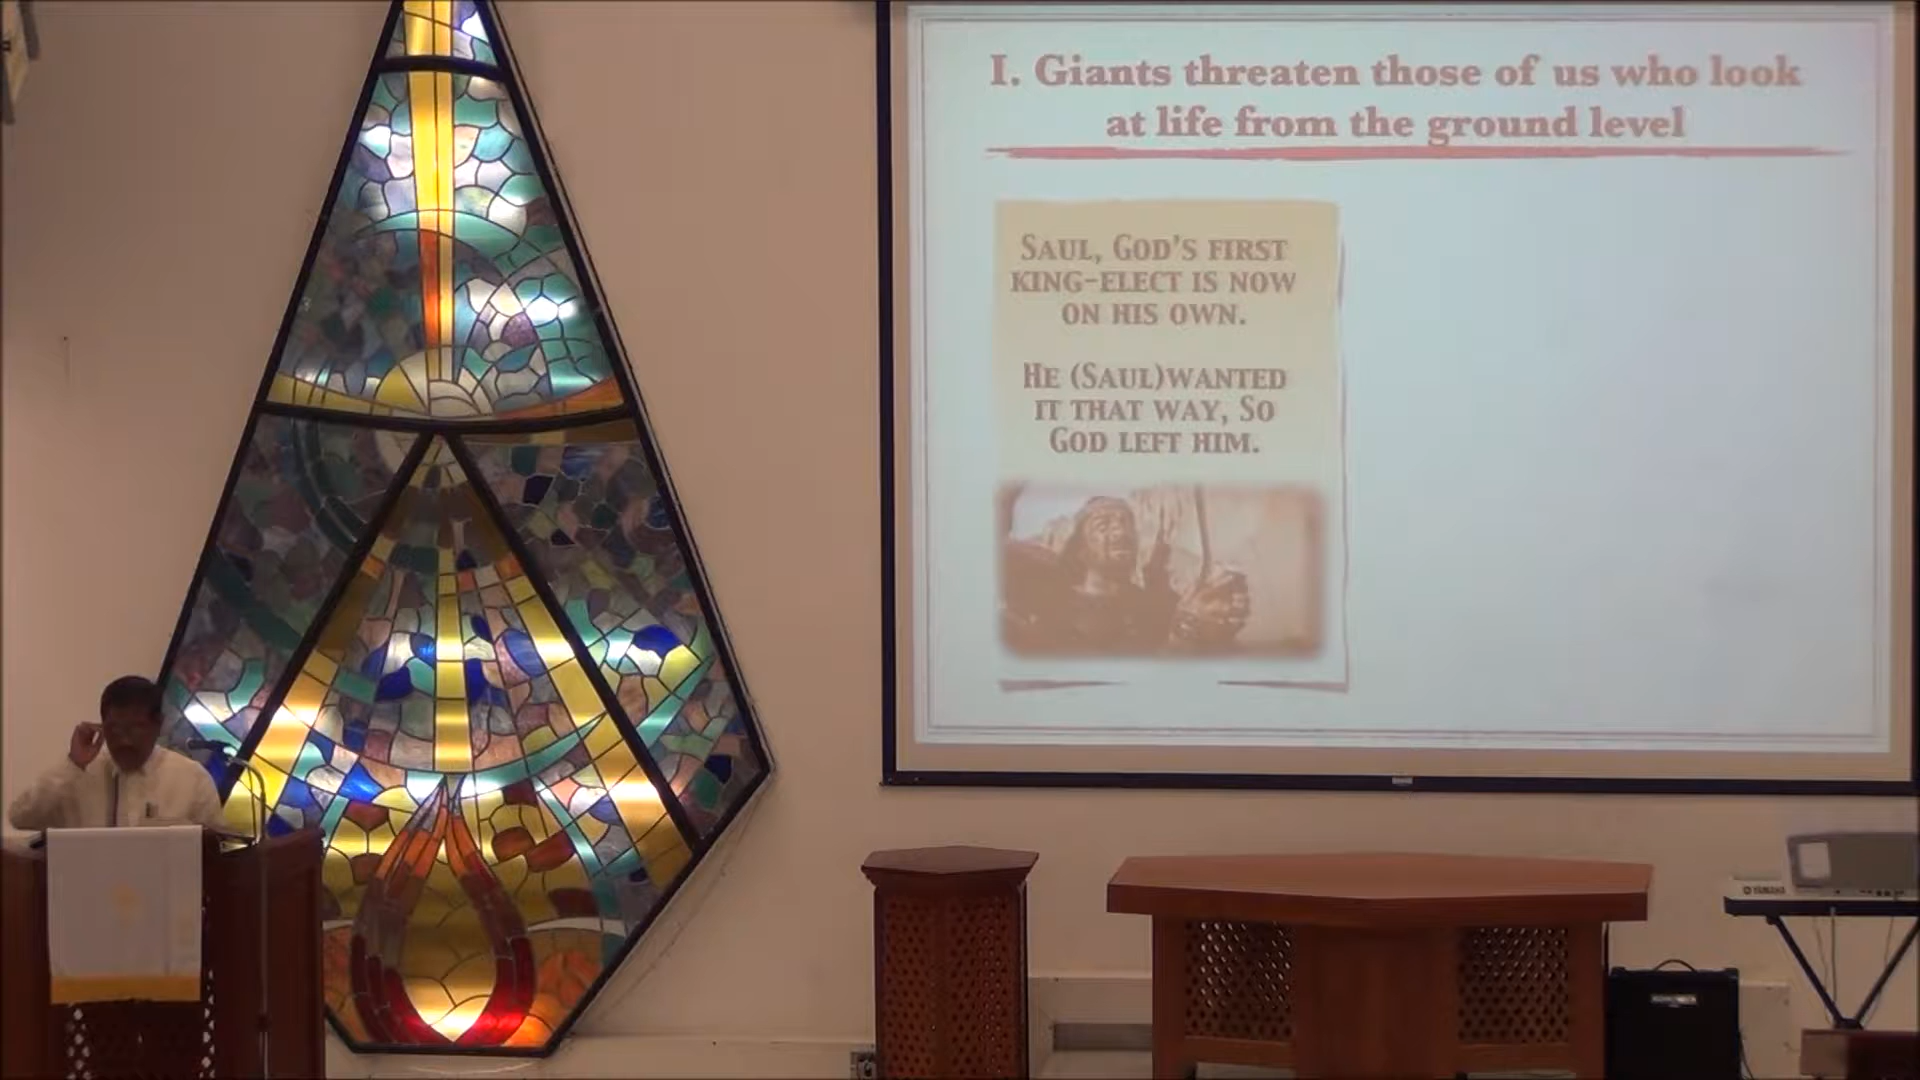 I. Giants threaten those of us who look
at life from the ground level
Saul, God's first
king-elect is now
on his own.
He (Saul)wanted
it that way, So
God left him.
YAMAHA